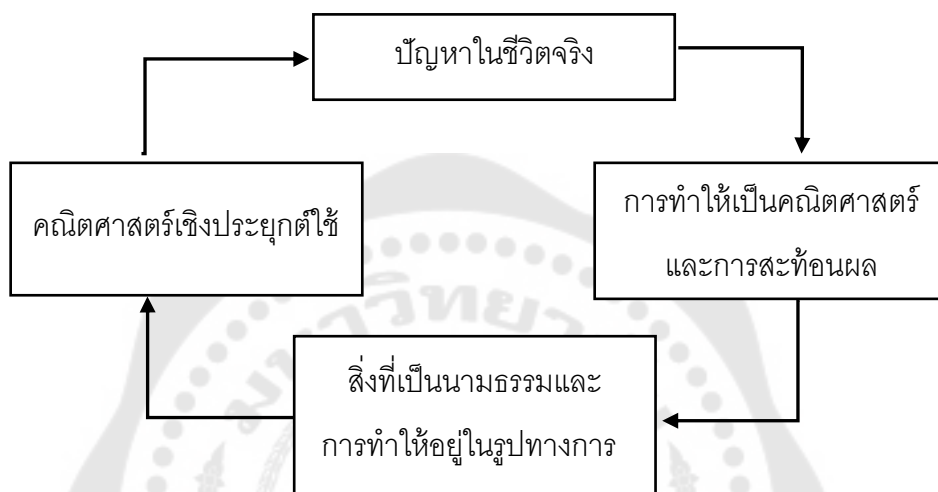 ปัญหาในชีวิตจริง
คณิตศาสตร์เชิงประยุกต์ใช้
การทำให้เป็นคณิตศาสตร์
และการสะท้อนผล
สิ่งที่เป็นนามธรรมและ
การทำให้อยู่ในรูปทางการ